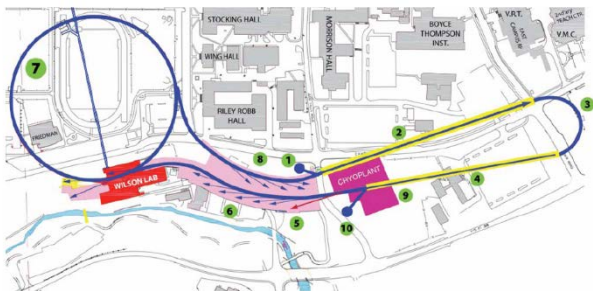 STOCKING HALL
WING HALL
RILEY ROBB
HALL
MORRISON
HALL
BOYCE
THOMPSON
INST.
V.R.T.
V.M.C.
FRIEDMAN
WILSON LAB
CRYOPLANT
1
2
3
4
5
6
7
8
9
10